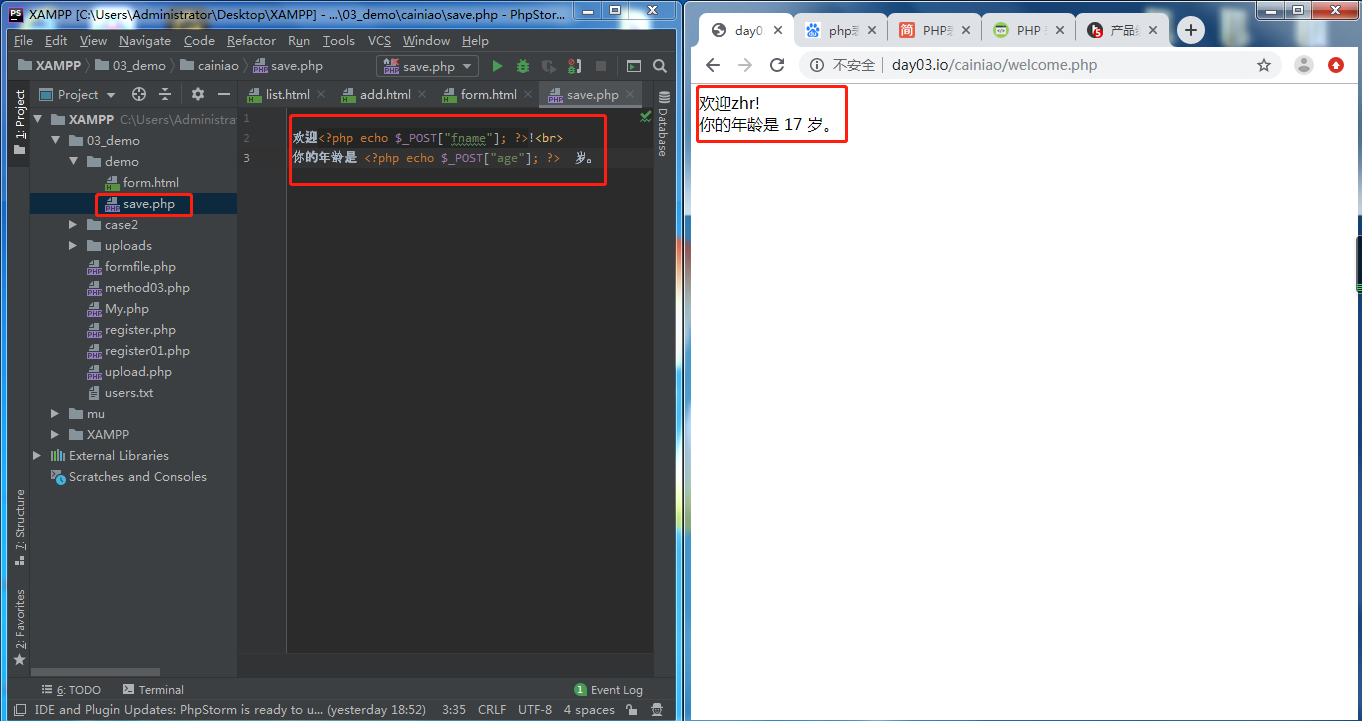 XAMPP [C:\Users\Administrator\Desktop\XAMPP] - ...\03_demo\cainiao\save.php - PhpStor...
File Edit View Navigate Code Refactor Run Tools VCS Window Help
XAMPP 03_demo cainiao save.php save.php
1: Project
Project
list.html add.html form.html save.php
Database
XAMPP C:\Users\Administra
03_demo
demo
form.html
save.php
case2
uploads
formfile.php
method03.php
My.php
register.php
register01.php
upload.php
users.txt
mu
XAMPP
External Libraries
Scratches and Consoles
1
2 欢迎<?php echo $_POST["fname"]; ?>!<br>
3 你的年龄是 <?php echo $_POST["age"]; ?> 岁。
7: Structure
2: Favorites
6: TODO Terminal 1 Event Log
IDE and Plugin Updates: PhpStorm is ready to u... (yesterday 18:52) 3:35 CRLF UTF-8 4 spaces
day0 php PHP PHP 产品
不安全 day03.io/cainiao/welcome.php
欢迎zhr!
你的年龄是 17 岁。